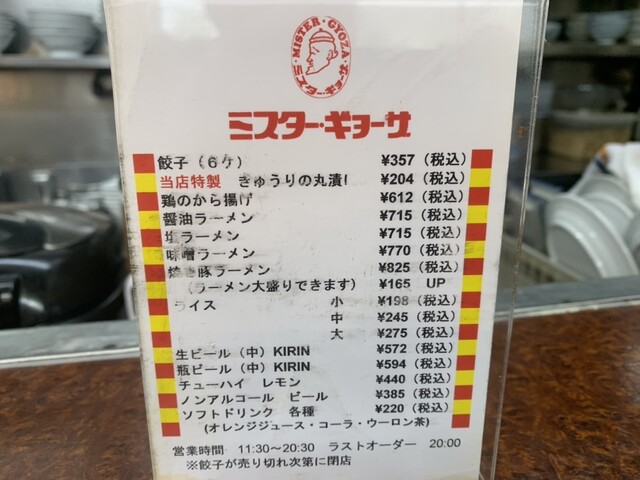 MISTER・GYOZA
ミスターギョーザ
ミスター・ギョーサ
餃子（6ケ） ¥357（税込）
当店特製 きゅうりの丸漬! ¥204（税込）
鶏のから揚げ ¥612（税込）
醤油ラーメン ¥715（税込）
塩ラーメン ¥715（税込）
味噌ラーメン ¥770（税込）
焼き豚ラーメン ¥825（税込）
（ラーメン大盛りできます） ¥165 UP
ライス 小 ¥198（税込）
中 ¥245（税込）
大 ¥275（税込）
生ビール（中）KIRIN ¥572（税込）
瓶ビール（中）KIRIN ¥594（税込）
チューハイ レモン ¥440（税込）
ノンアルコール ビール ¥385（税込）
ソフトドリンク 各種 ¥220（税込）
(オレンジジュース・コーラ・ウーロン茶)
営業時間 11:30～20:30 ラストオーダー 20:00
※餃子が売り切れ次第に閉店